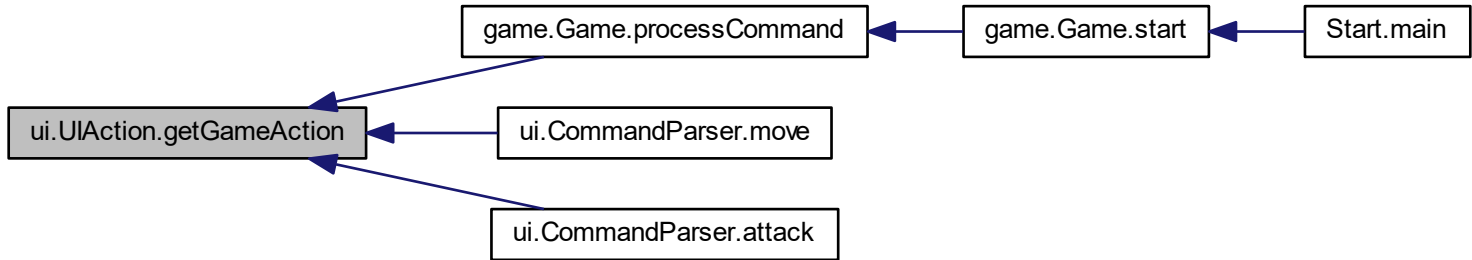 game.Game.processCommand
game.Game.start
Start.main
ui.UIAction.getGameAction
ui.CommandParser.move
ui.CommandParser.attack